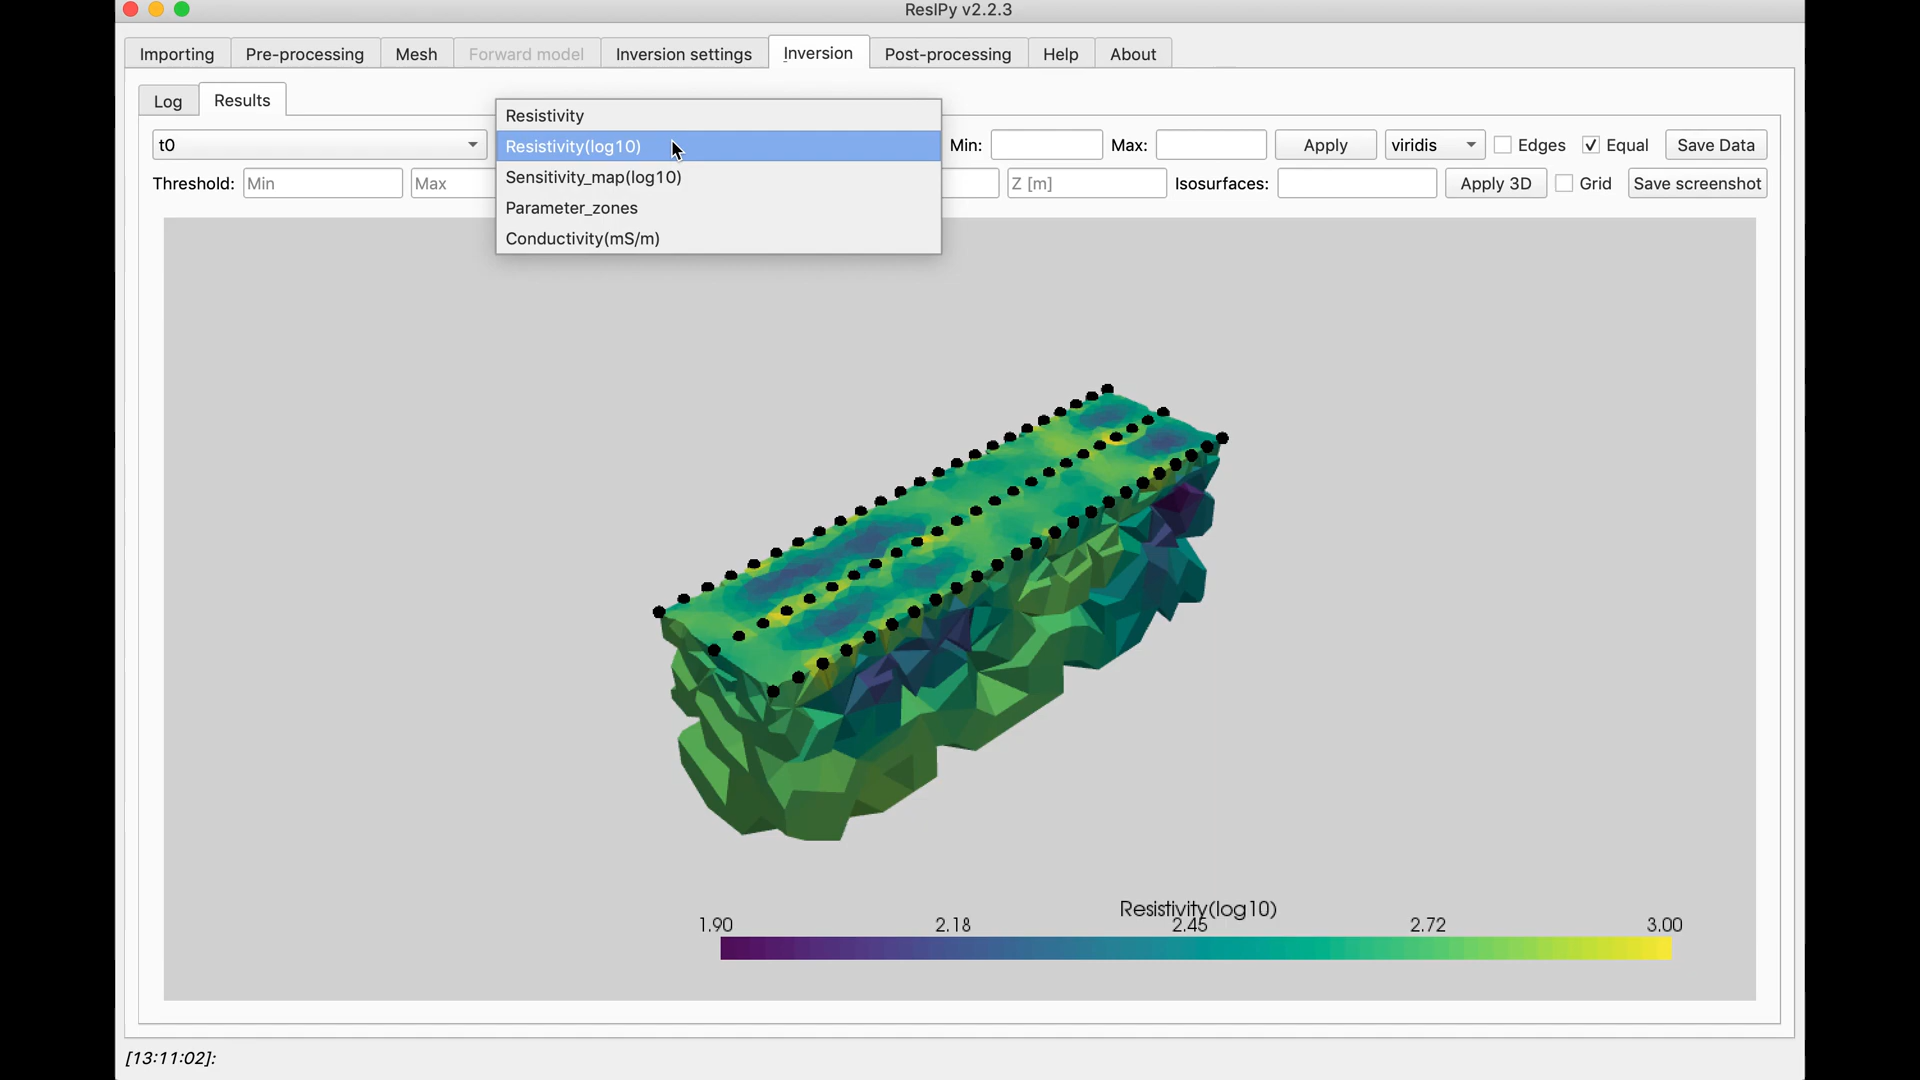 ResIPy v2.2.3
Importing Pre-processing Mesh Forward model Inversion settings Inversion Post-processing Help About
Log Results
t0 Min: Max: Apply viridis Edges Equal Save Data
Threshold: Min Max Z [m] Isosurfaces: Apply 3D Grid Save screenshot
Resistivity
Resistivity(log10)
Sensitivity_map(log10)
Parameter_zones
Conductivity(mS/m)
Resistivity(log10)
1.90 2.18 2.45 2.72 3.00
[13:11:02]: